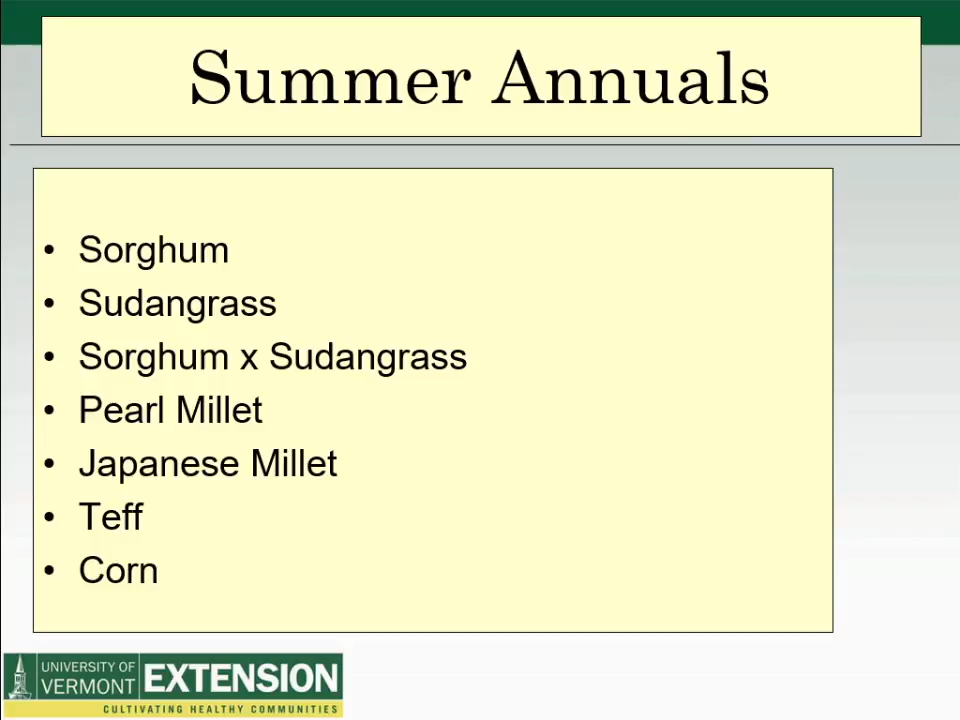 Summer Annuals
• Sorghum
• Sudangrass
• Sorghum x Sudangrass
• Pearl Millet
• Japanese Millet
• Teff
• Corn
UNIVERSITY OF
VERMONT
EXTENSION
CULTIVATING HEALTHY COMMUNITIES